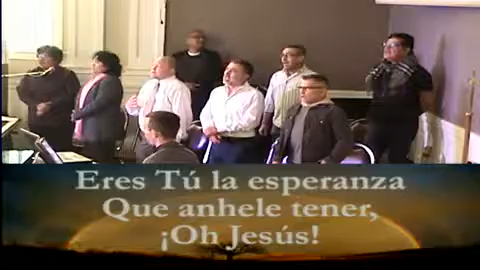 Eres Tú la esperanza
Que anhele tener,
¡Oh Jesús!